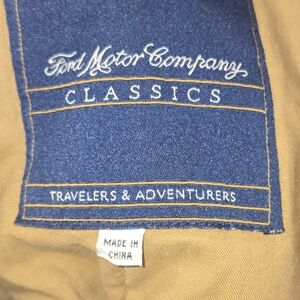 Ford Motor Company
CLASSICS
TRAVELERS & ADVENTURERS
MADE IN
CHINA